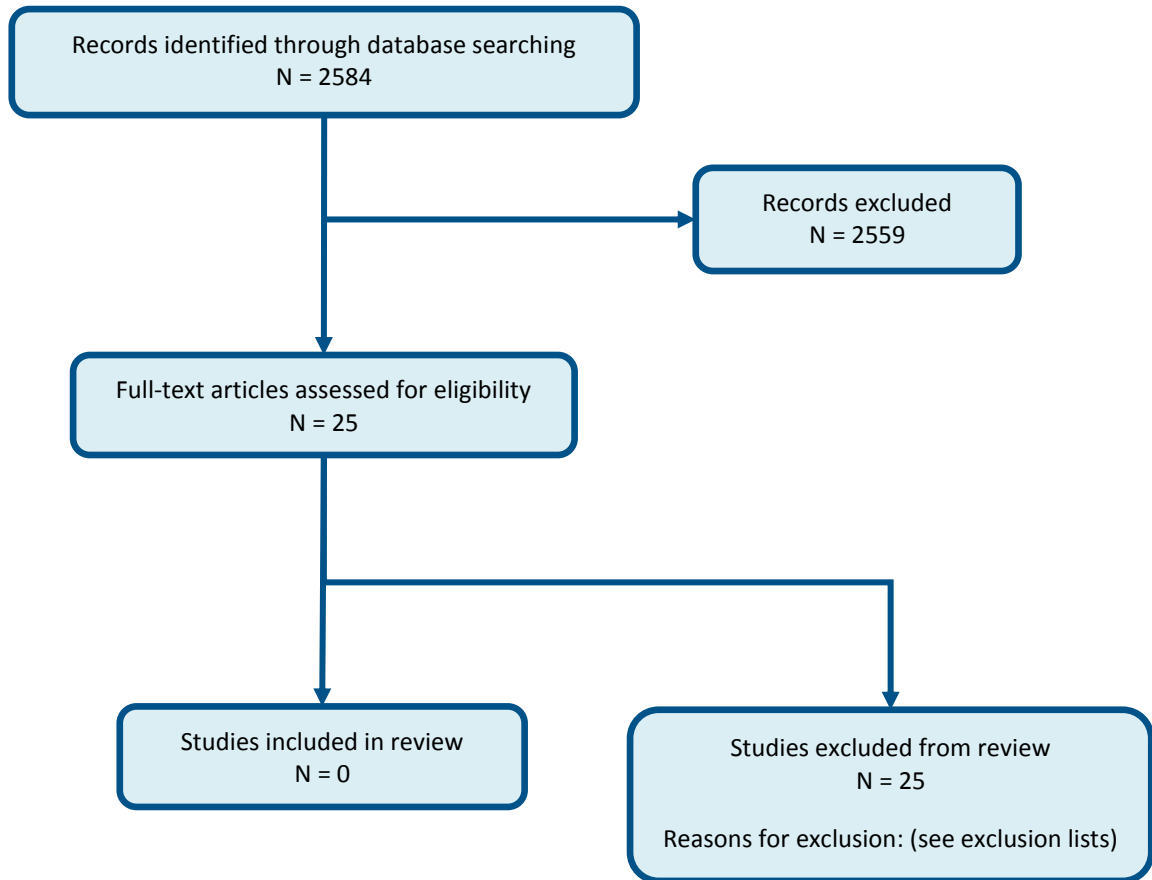 Records identified through database searching
N = 2584
Records excluded
N = 2559
Full-text articles assessed for eligibility
N = 25
Studies included in review
N = 0
Studies excluded from review
N = 25
Reasons for exclusion: (see exclusion lists)